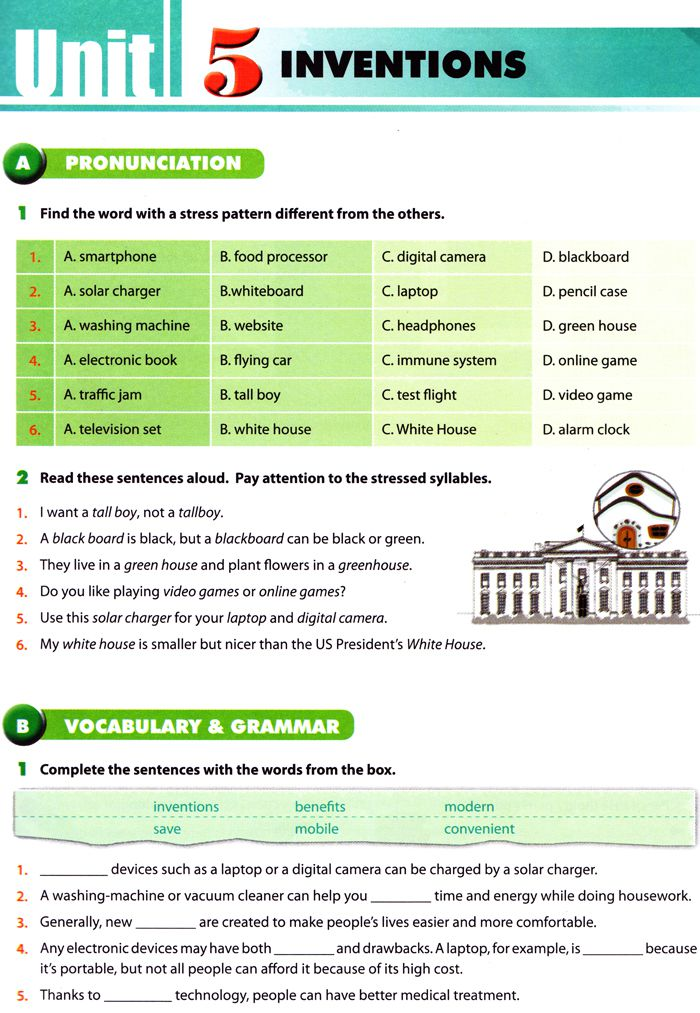 Unit 5 INVENTIONS
A PRONUNCIATION
1 Find the word with a stress pattern different from the others.
1. A. smartphone B. food processor C. digital camera D. blackboard
2. A. solar charger B.whiteboard C. laptop D. pencil case
3. A. washing machine B. website C. headphones D. green house
4. A. electronic book B. flying car C. immune system D. online game
5. A. traffic jam B. tall boy C. test flight D. video game
6. A. television set B. white house C. White House D. alarm clock
2 Read these sentences aloud. Pay attention to the stressed syllables.
1. I want a tall boy, not a tallboy.
2. A black board is black, but a blackboard can be black or green.
3. They live in a green house and plant flowers in a greenhouse.
4. Do you like playing video games or online games?
5. Use this solar charger for your laptop and digital camera.
6. My white house is smaller but nicer than the US President's White House.
B VOCABULARY & GRAMMAR
1 Complete the sentences with the words from the box.
inventions benefits modern
save mobile convenient
1. _________ devices such as a laptop or a digital camera can be charged by a solar charger.
2. A washing-machine or vacuum cleaner can help you ________ time and energy while doing housework.
3. Generally, new ________ are created to make people's lives easier and more comfortable.
4. Any electronic devices may have both ________ and drawbacks. A laptop, for example, is ________ because
it's portable, but not all people can afford it because of its high cost.
5. Thanks to _________ technology, people can have better medical treatment.